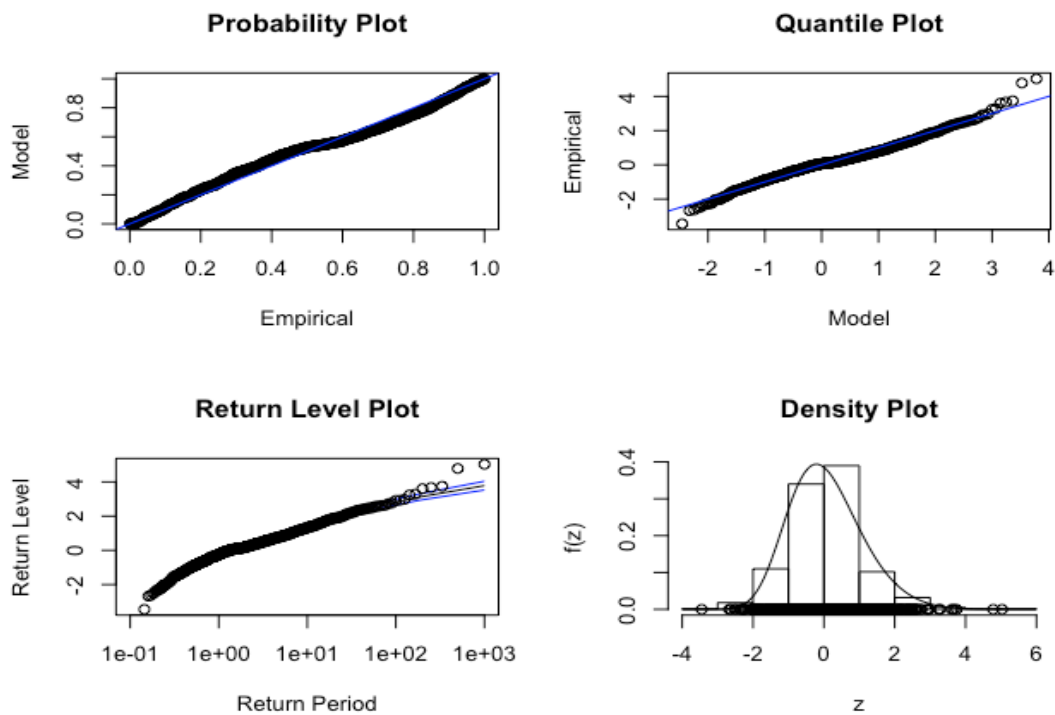 Probability Plot
Model
0.0 0.4 0.8
0.0 0.2 0.4 0.6 0.8 1.0
Empirical
Quantile Plot
Empirical
-2 0 2 4
-2 -1 0 1 2 3 4
Model
Return Level Plot
Return Level
-2 0 2 4
1e-01 1e+00 1e+01 1e+02 1e+03
Return Period
Density Plot
f(z)
0.0 0.2 0.4
-4 -2 0 2 4 6
z